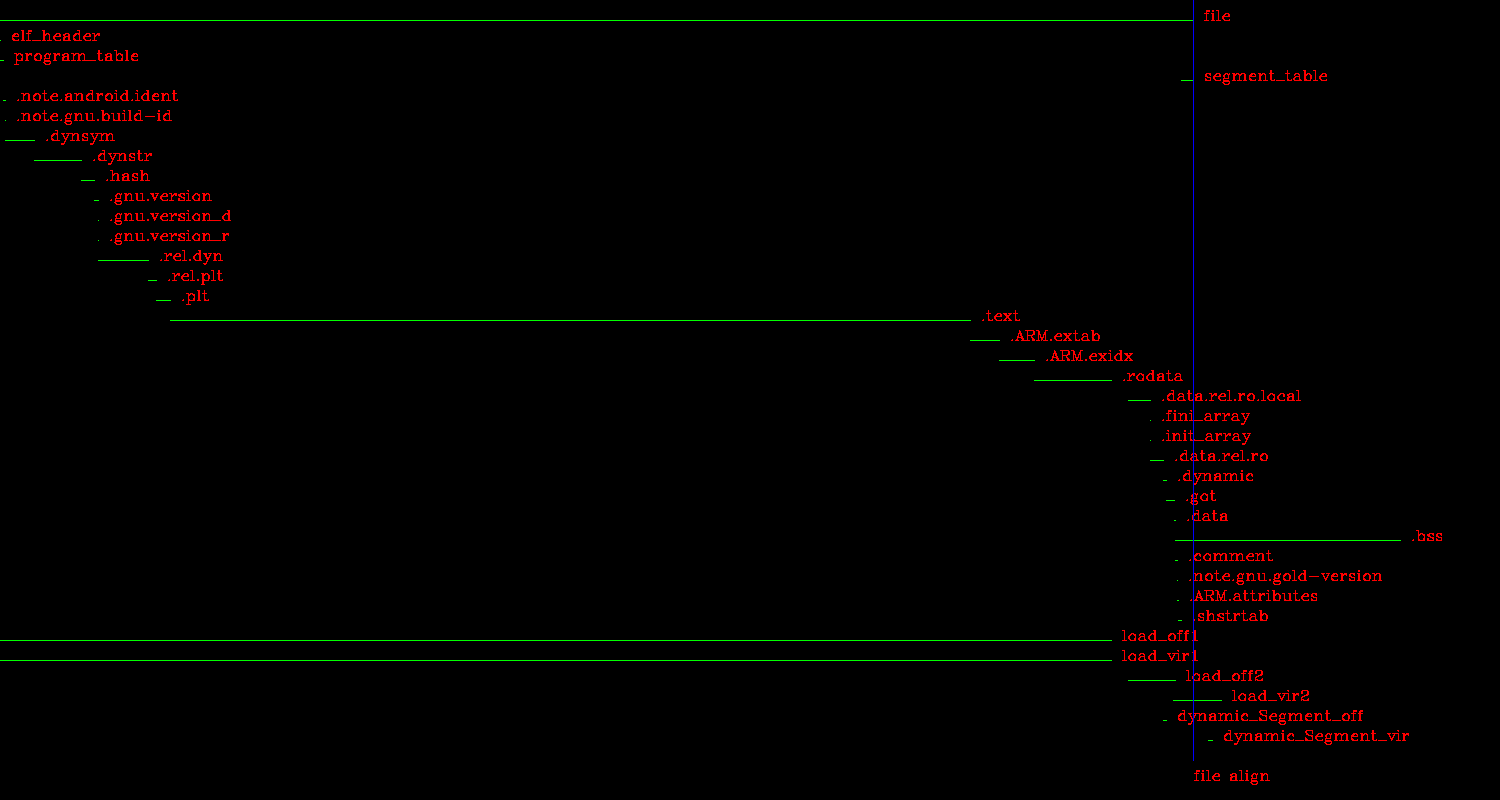 file
elf_header
program_table
segment_table
.note.android.ident
.note.gnu.build-id
.dynsym
.dynstr
.hash
.gnu.version
.gnu.version_d
.gnu.version_r
.rel.dyn
.rel.plt
.plt
.text
.ARM.extab
.ARM.exidx
.rodata
.data.rel.ro.local
.fini_array
.init_array
.data.rel.ro
.dynamic
.got
.data
.bss
.comment
.note.gnu.gold-version
.ARM.attributes
.shstrtab
load_off1
load_vir1
load_off2
load_vir2
dynamic_Segment_off
dynamic_Segment_vir
file align